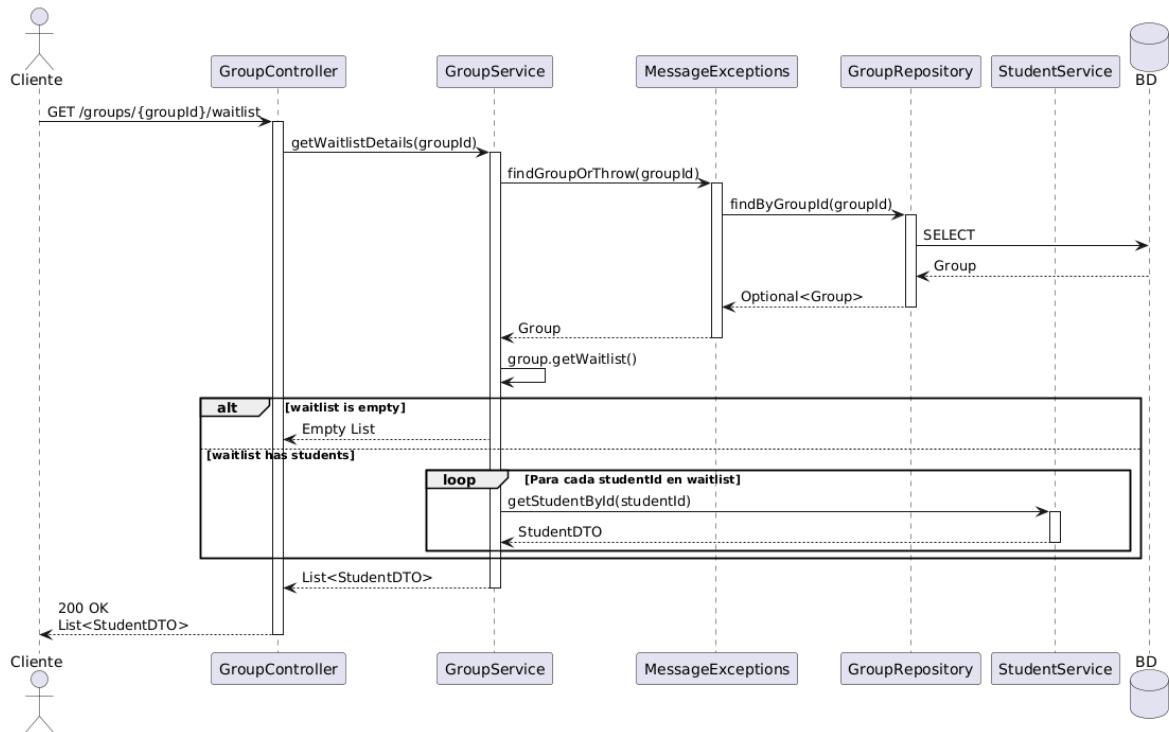 Cliente
GroupController
GroupService
MessageExceptions
GroupRepository
StudentService
BD
GET /groups/{groupId}/waitlist
getWaitlistDetails(groupId)
findGroupOrThrow(groupId)
findByGroupId(groupId)
SELECT
Group
Optional<Group>
Group
group.getWaitlist()
alt
[waitlist is empty]
Empty List
[waitlist has students]
loop
[Para cada studentId en waitlist]
getStudentById(studentId)
StudentDTO
List<StudentDTO>
200 OK
List<StudentDTO>
Cliente
GroupController
GroupService
MessageExceptions
GroupRepository
StudentService
BD